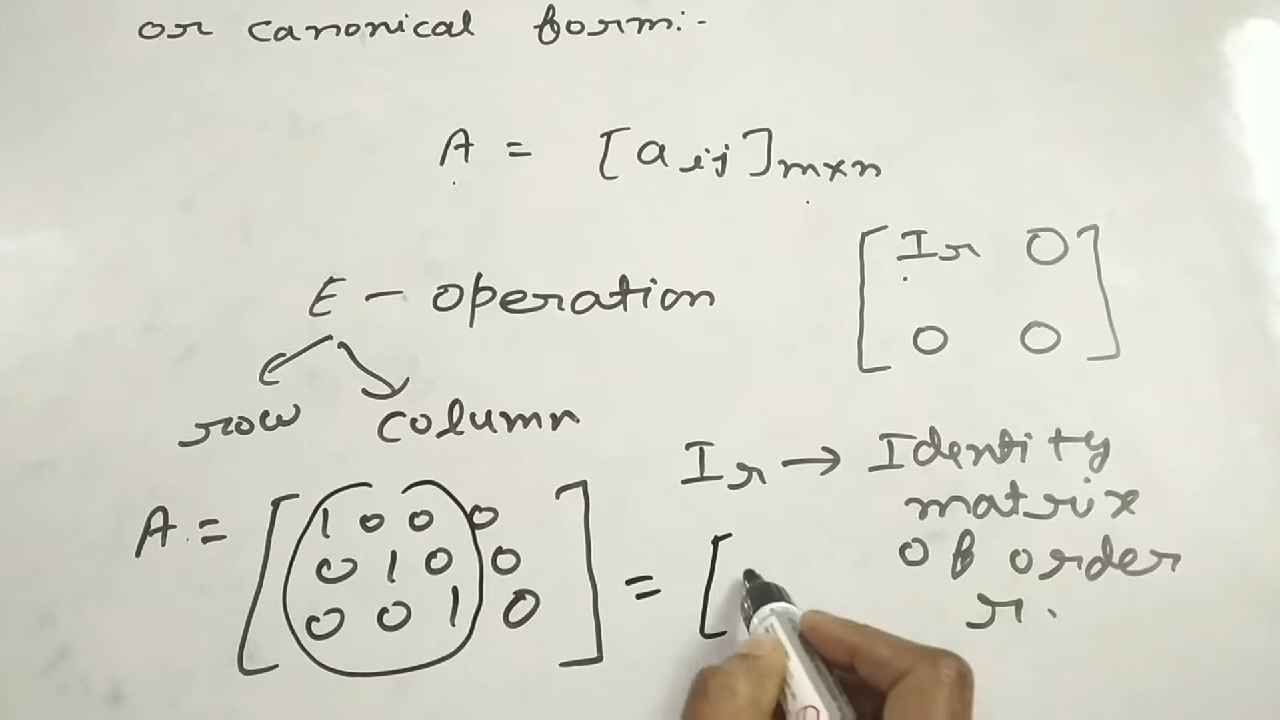 or canonical form:-
A = [aij]m×n
[Ir 0
0 0]
E - operation
row column
Ir → Identity
matrix
of order
r.
A = [1 0 0 0
0 1 0 0
0 0 1 0] = [